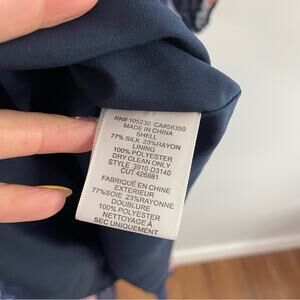 RN# 105230 CA#58350
MADE IN CHINA
SHELL
77% SILK 23%RAYON
LINING
100% POLYESTER
DRY CLEAN ONLY
STYLE 3910-D3140
CUT 426981
FABRIQUÉ EN CHINE
EXTERIEUR
77%SOIE 23%RAYONNE
DOUBLURE
100% POLYESTER
NETTOYAGE À
SEC UNIQUEMENT